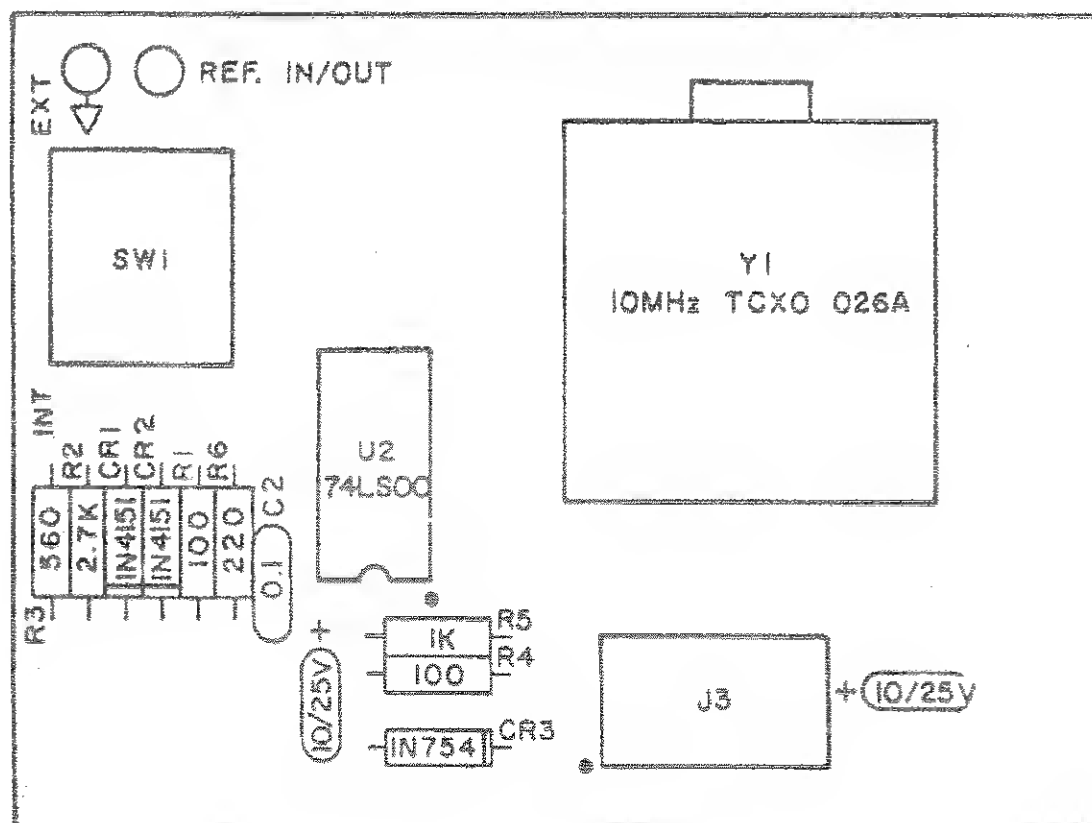 EXT
REF. IN/OUT
SW1
Y1
10MHz TCXO 026A
INT
U2
74LS00
R2
CR1
CR2
R1
R6
C2
560
2.7K
1N4151
1N4151
100
220
0.1
R3
+
10/25V
1K
R5
100
R4
1N754
CR3
J3
+
10/25V